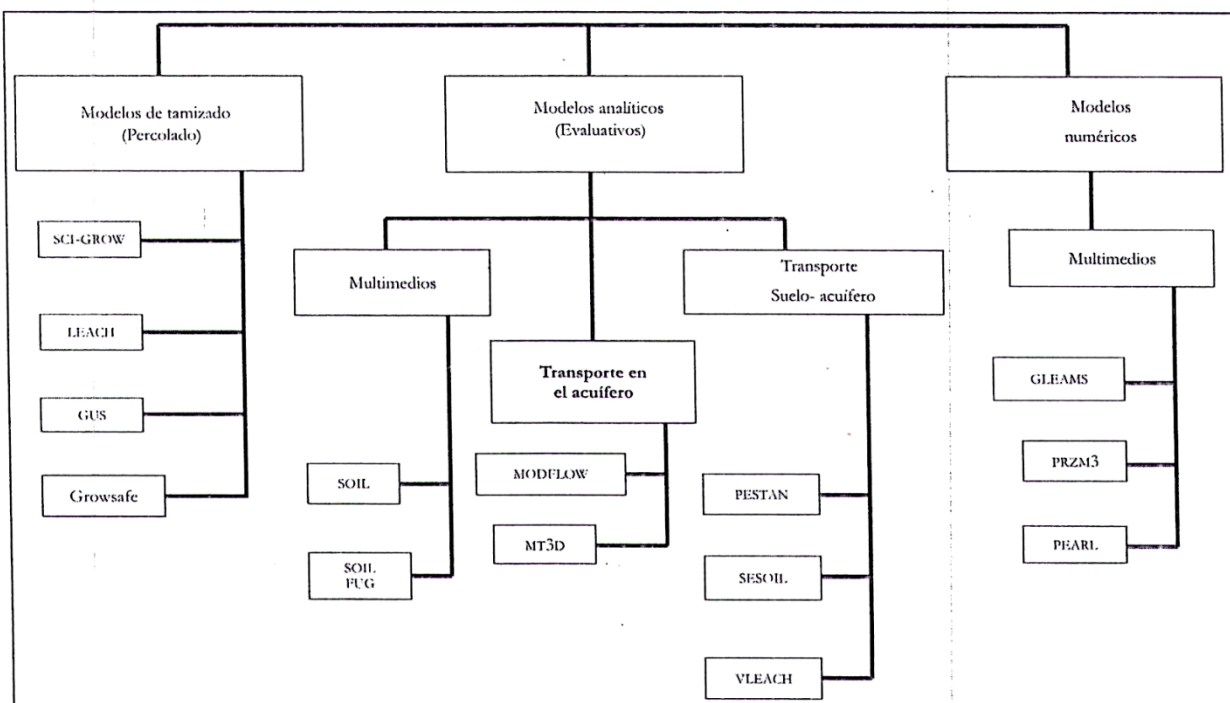 Modelos de tamizado
(Percolado)
SCI-GROW
LEACH
GUS
Growsafe
Modelos analíticos
(Evaluativos)
Multimedios
SOIL
SOIL
FUG
Transporte en
el acuífero
MODFLOW
MT3D
Transporte
Suelo- acuífero
PESTAN
SESOIL
VLEACH
Modelos
numéricos
Multimedios
GLEAMS
PRZM3
PEARL